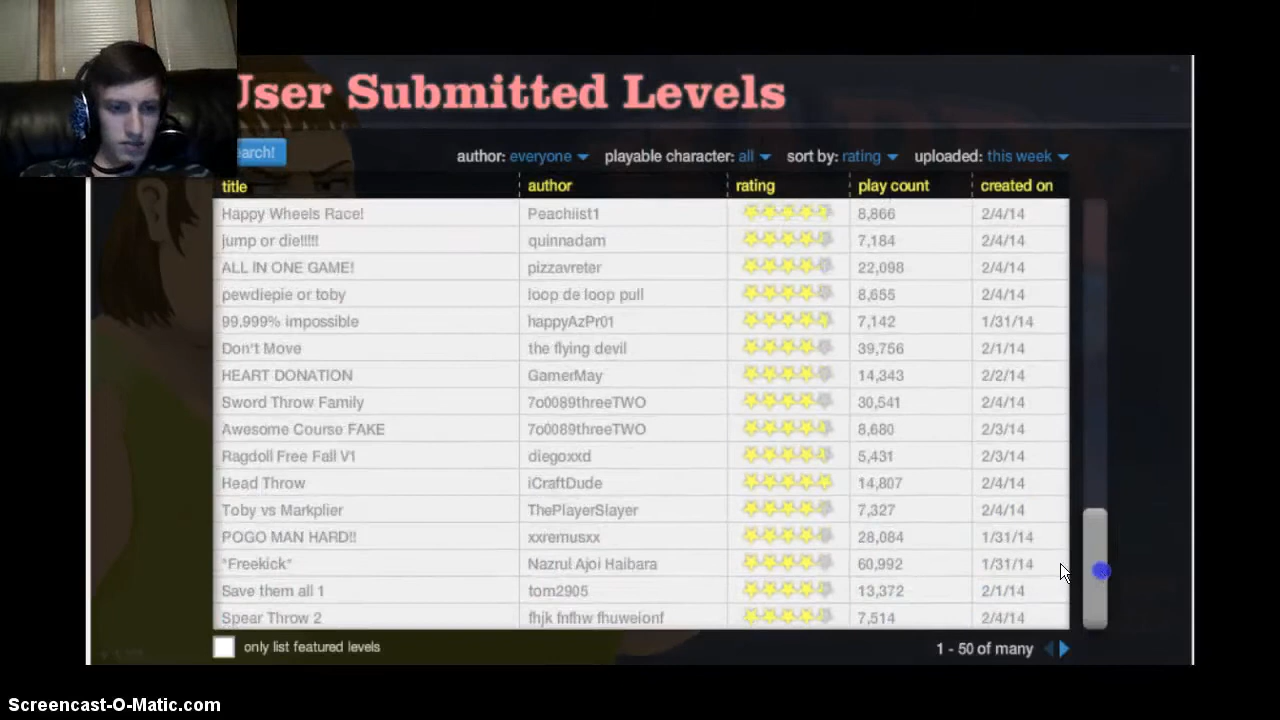 User Submitted Levels
earch! author: everyone playable character: all sort by: rating uploaded: this week
title author rating play count created on
Happy Wheels Race! Peachiist1 8,866 2/4/14
jump or die!!!!! quinnadam 7,184 2/4/14
ALL IN ONE GAME! pizzavreter 22,098 2/4/14
pewdiepie or toby loop de loop pull 8,655 2/4/14
99.999% impossible happyAzPr01 7,142 1/31/14
Don't Move the flying devil 39,756 2/1/14
HEART DONATION GamerMay 14,343 2/2/14
Sword Throw Family 7o0089threeTWO 30,541 2/4/14
Awesome Course FAKE 7o0089threeTWO 8,680 2/3/14
Ragdoll Free Fall V1 diegoxxd 5,431 2/3/14
Head Throw iCraftDude 14,807 2/4/14
Toby vs Markplier ThePlayerSlayer 7,327 2/4/14
POGO MAN HARD!! xxremusxx 28,084 1/31/14
*Freekick* Nazrul Ajoi Haibara 60,992 1/31/14
Save them all 1 tom2905 13,372 2/1/14
Spear Throw 2 fhjk fnfhw fhuweionf 7,514 2/4/14
only list featured levels 1 - 50 of many
Screencast-O-Matic.com